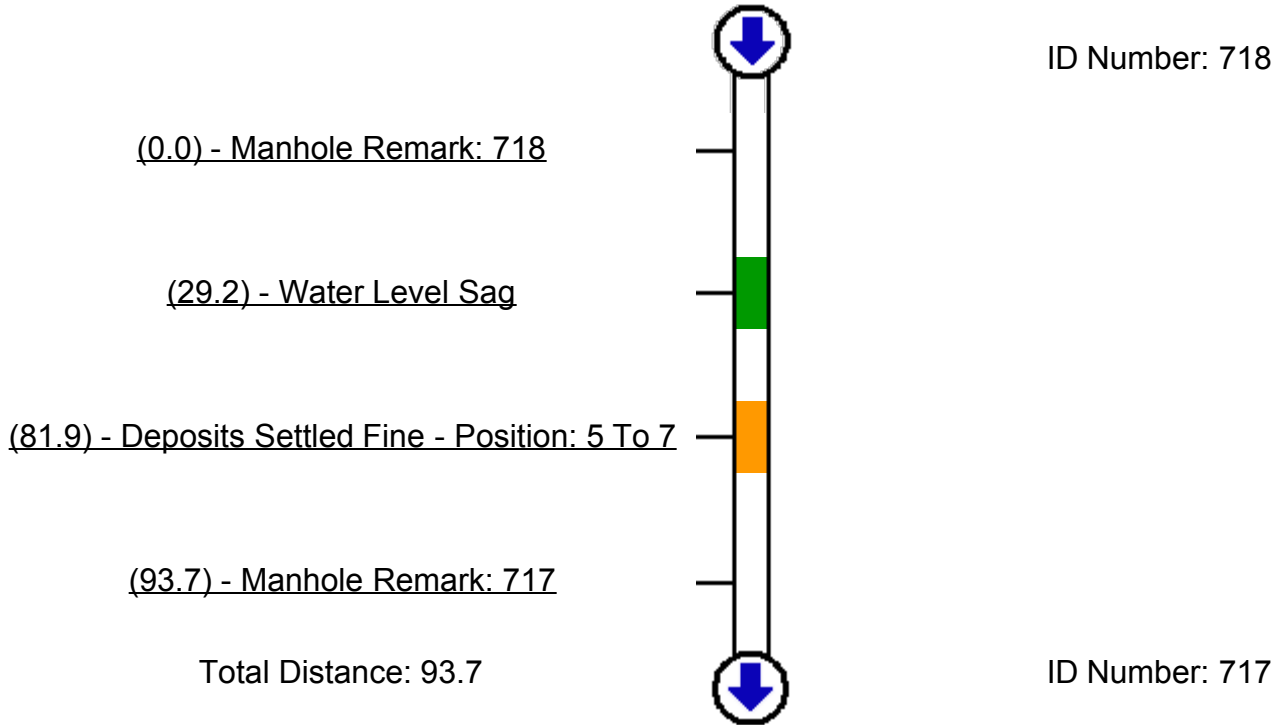 ID Number: 718
(0.0) - Manhole Remark: 718
(29.2) - Water Level Sag
(81.9) - Deposits Settled Fine - Position: 5 To 7
(93.7) - Manhole Remark: 717
Total Distance: 93.7
ID Number: 717